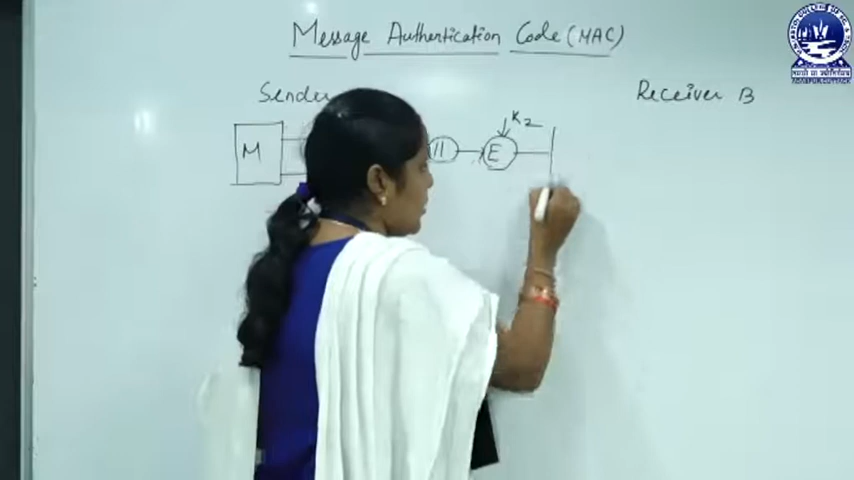 Message Authentication Code (MAC)
Sender
Receiver B
M
||
E
K2